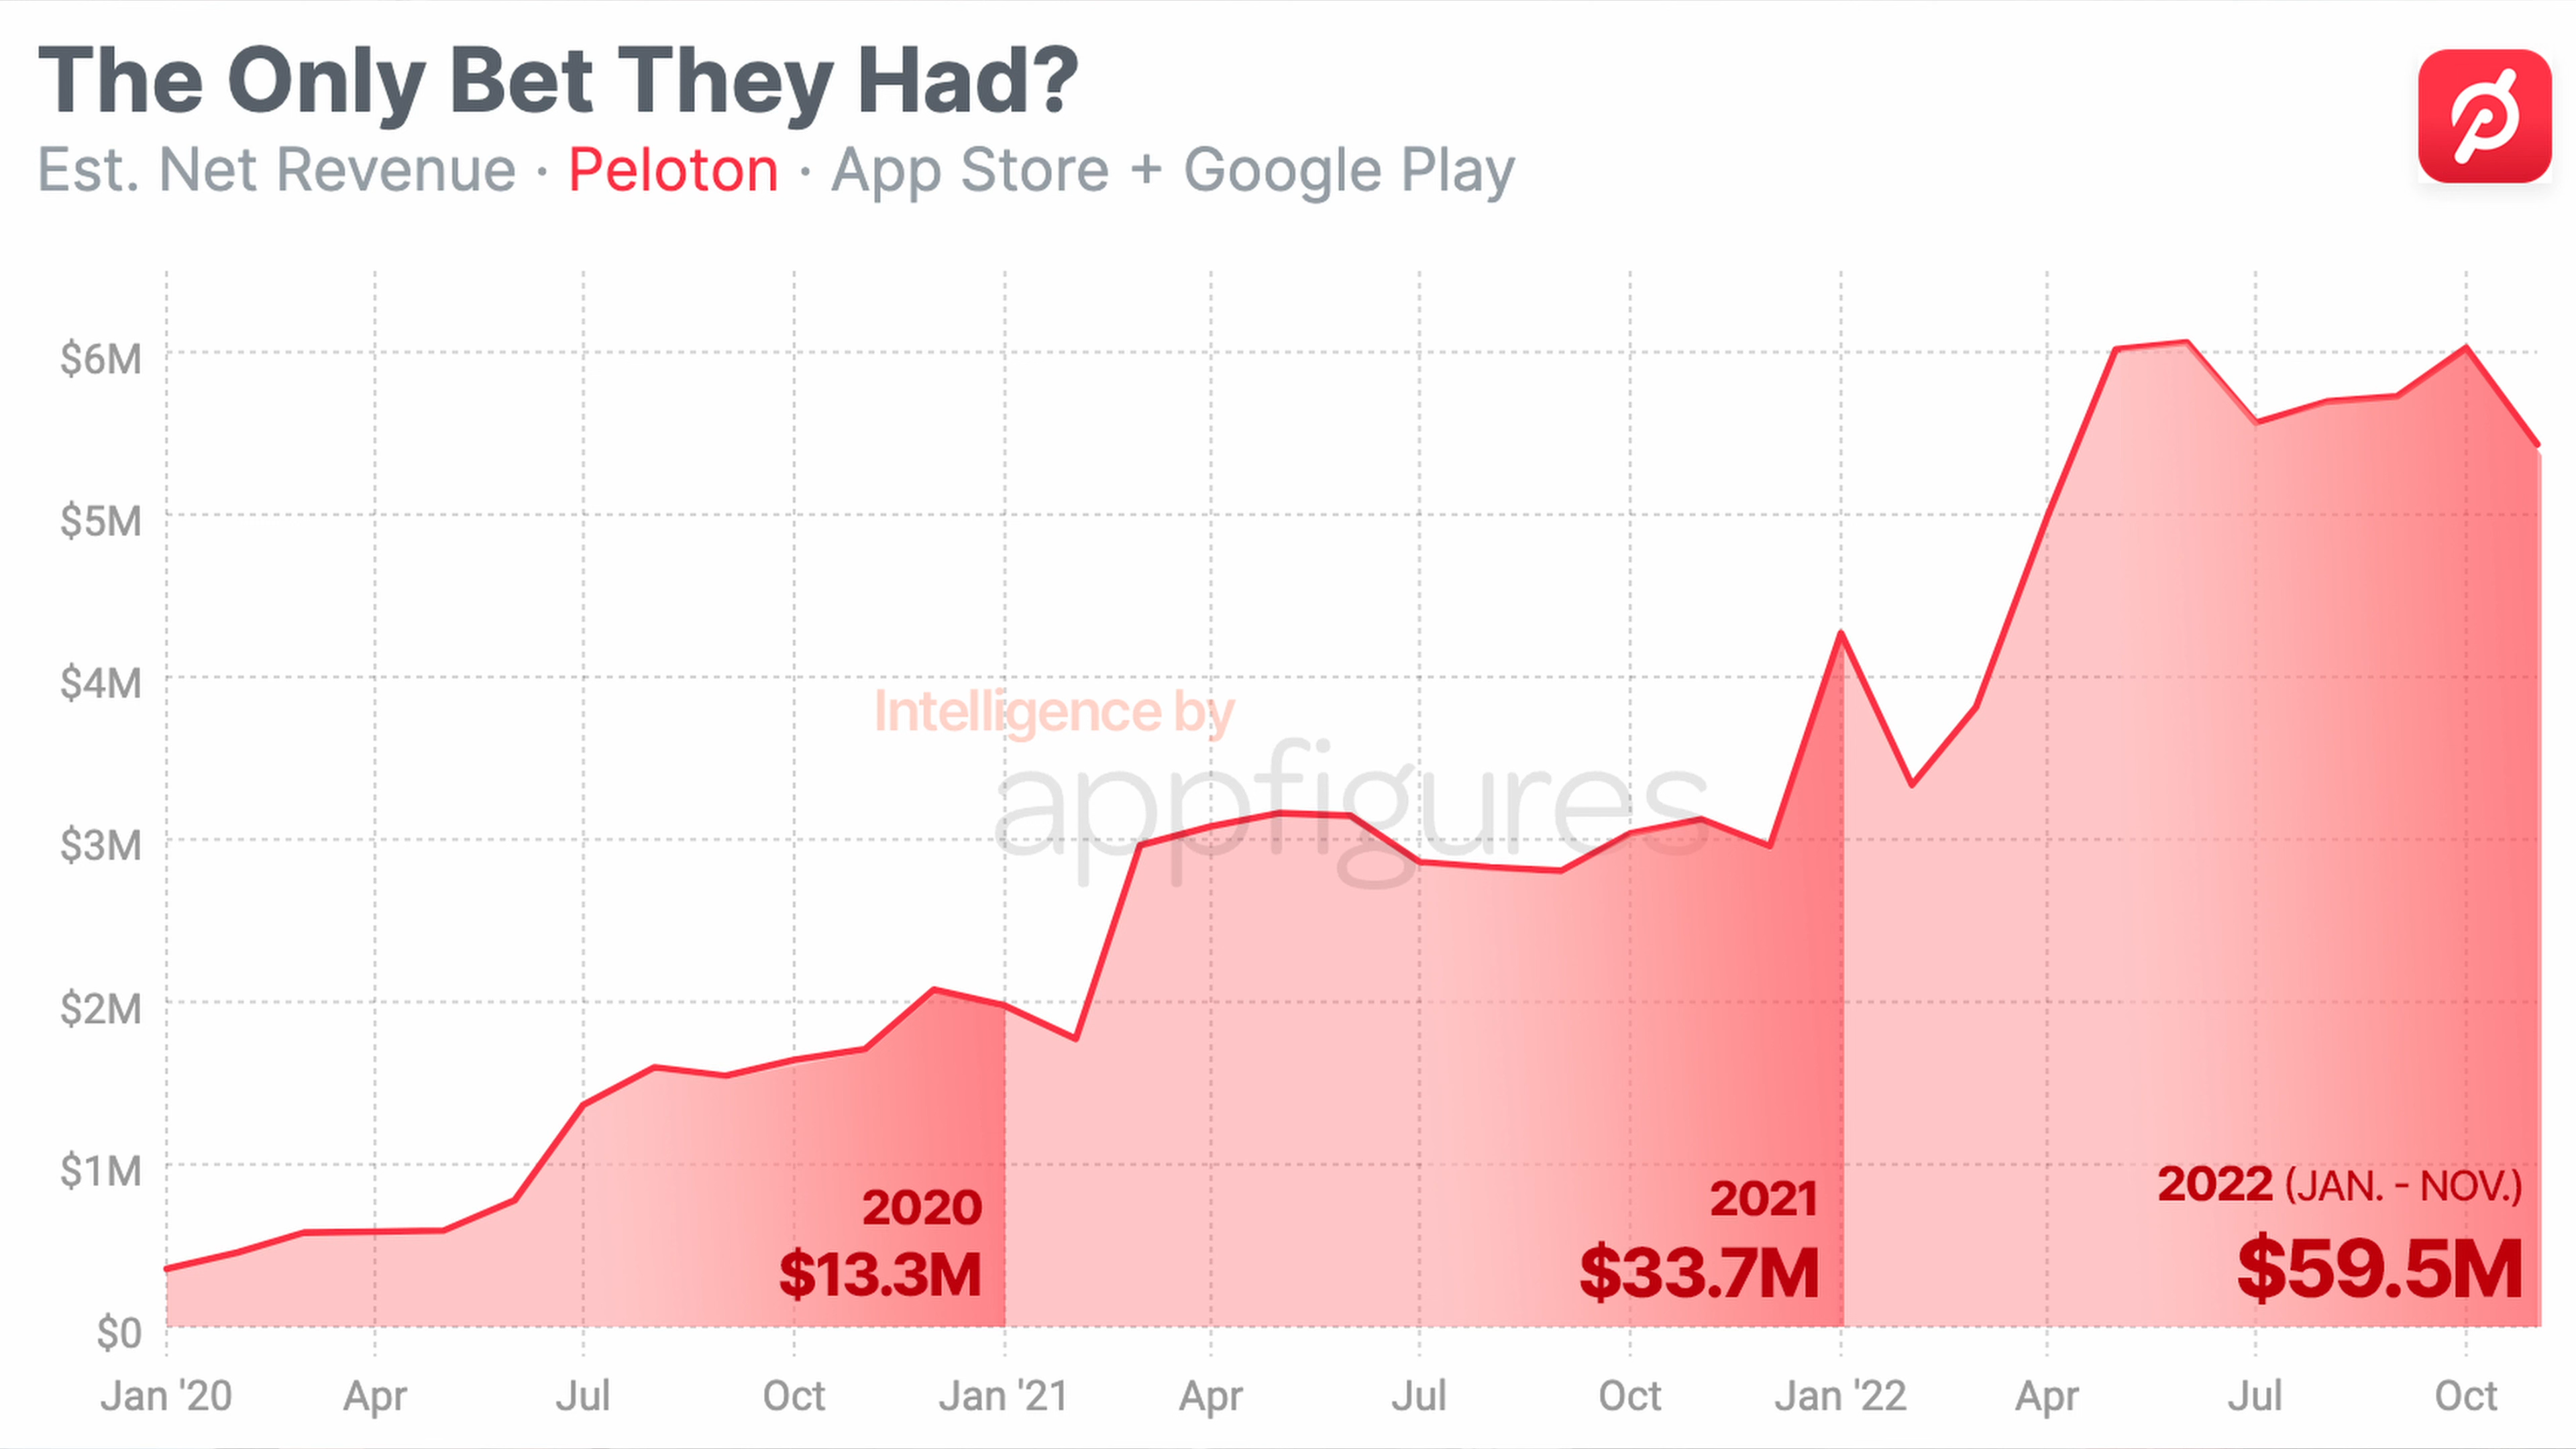 The Only Bet They Had?
Est. Net Revenue · Peloton · App Store + Google Play
$6M
$5M
$4M
Intelligence by
appfigures
$3M
$2M
$1M
2020
$13.3M
2021
$33.7M
2022 (JAN. - NOV.)
$59.5M
$0
Jan '20 Apr Jul Oct Jan '21 Apr Jul Oct Jan '22 Apr Jul Oct